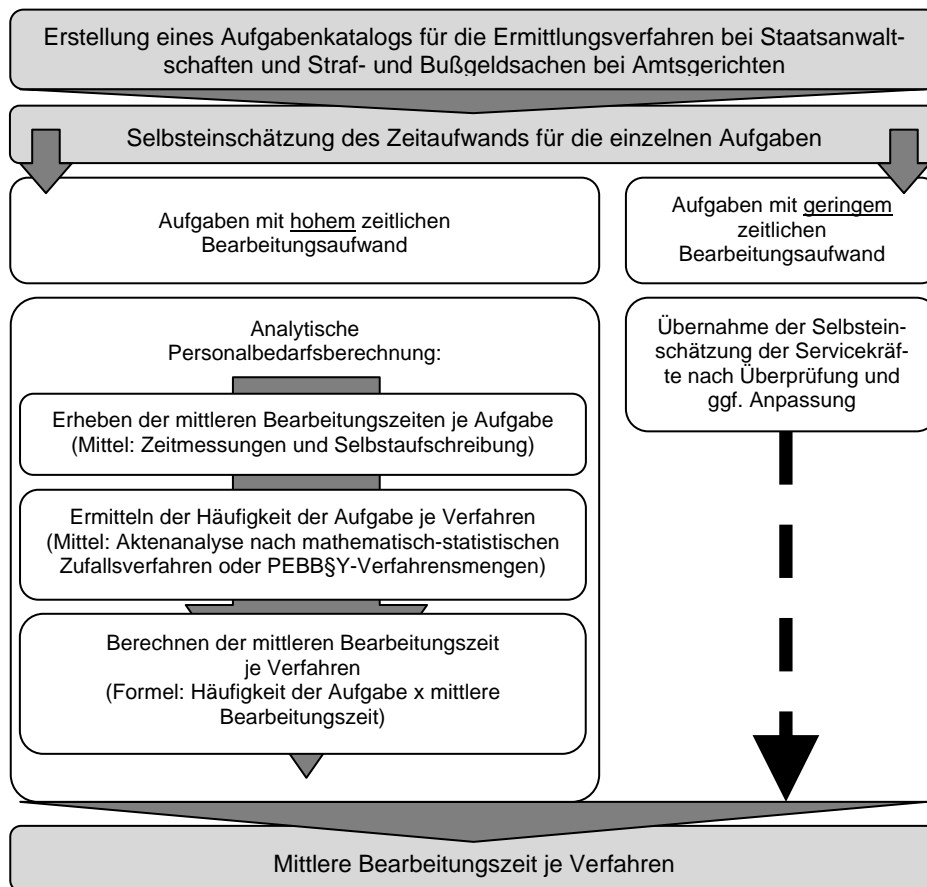 Erstellung eines Aufgabenkatalogs für die Ermittlungsverfahren bei Staatsanwalt-
schaften und Straf- und Bußgeldsachen bei Amtsgerichten
Selbsteinschätzung des Zeitaufwands für die einzelnen Aufgaben
Aufgaben mit hohem zeitlichen
Bearbeitungsaufwand
Aufgaben mit geringem
zeitlichen
Bearbeitungsaufwand
Analytische
Personalbedarfsberechnung:
Erheben der mittleren Bearbeitungszeiten je Aufgabe
(Mittel: Zeitmessungen und Selbstaufschreibung)
Ermitteln der Häufigkeit der Aufgabe je Verfahren
(Mittel: Aktenanalyse nach mathematisch-statistischen
Zufallsverfahren oder PEBB§Y-Verfahrensmengen)
Berechnen der mittleren Bearbeitungszeit
je Verfahren
(Formel: Häufigkeit der Aufgabe x mittlere
Bearbeitungszeit)
Übernahme der Selbstein-
schätzung der Servicekräf-
te nach Überprüfung und
ggf. Anpassung
Mittlere Bearbeitungszeit je Verfahren